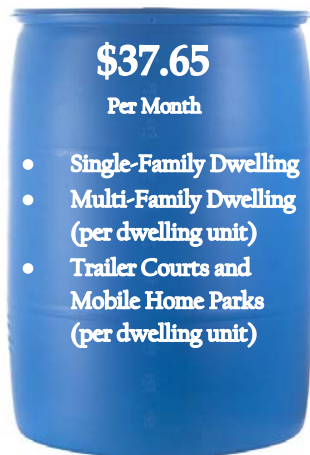 $37.65
Per Month
● Single-Family Dwelling
● Multi-Family Dwelling
(per dwelling unit)
● Trailer Courts and
Mobile Home Parks
(per dwelling unit)